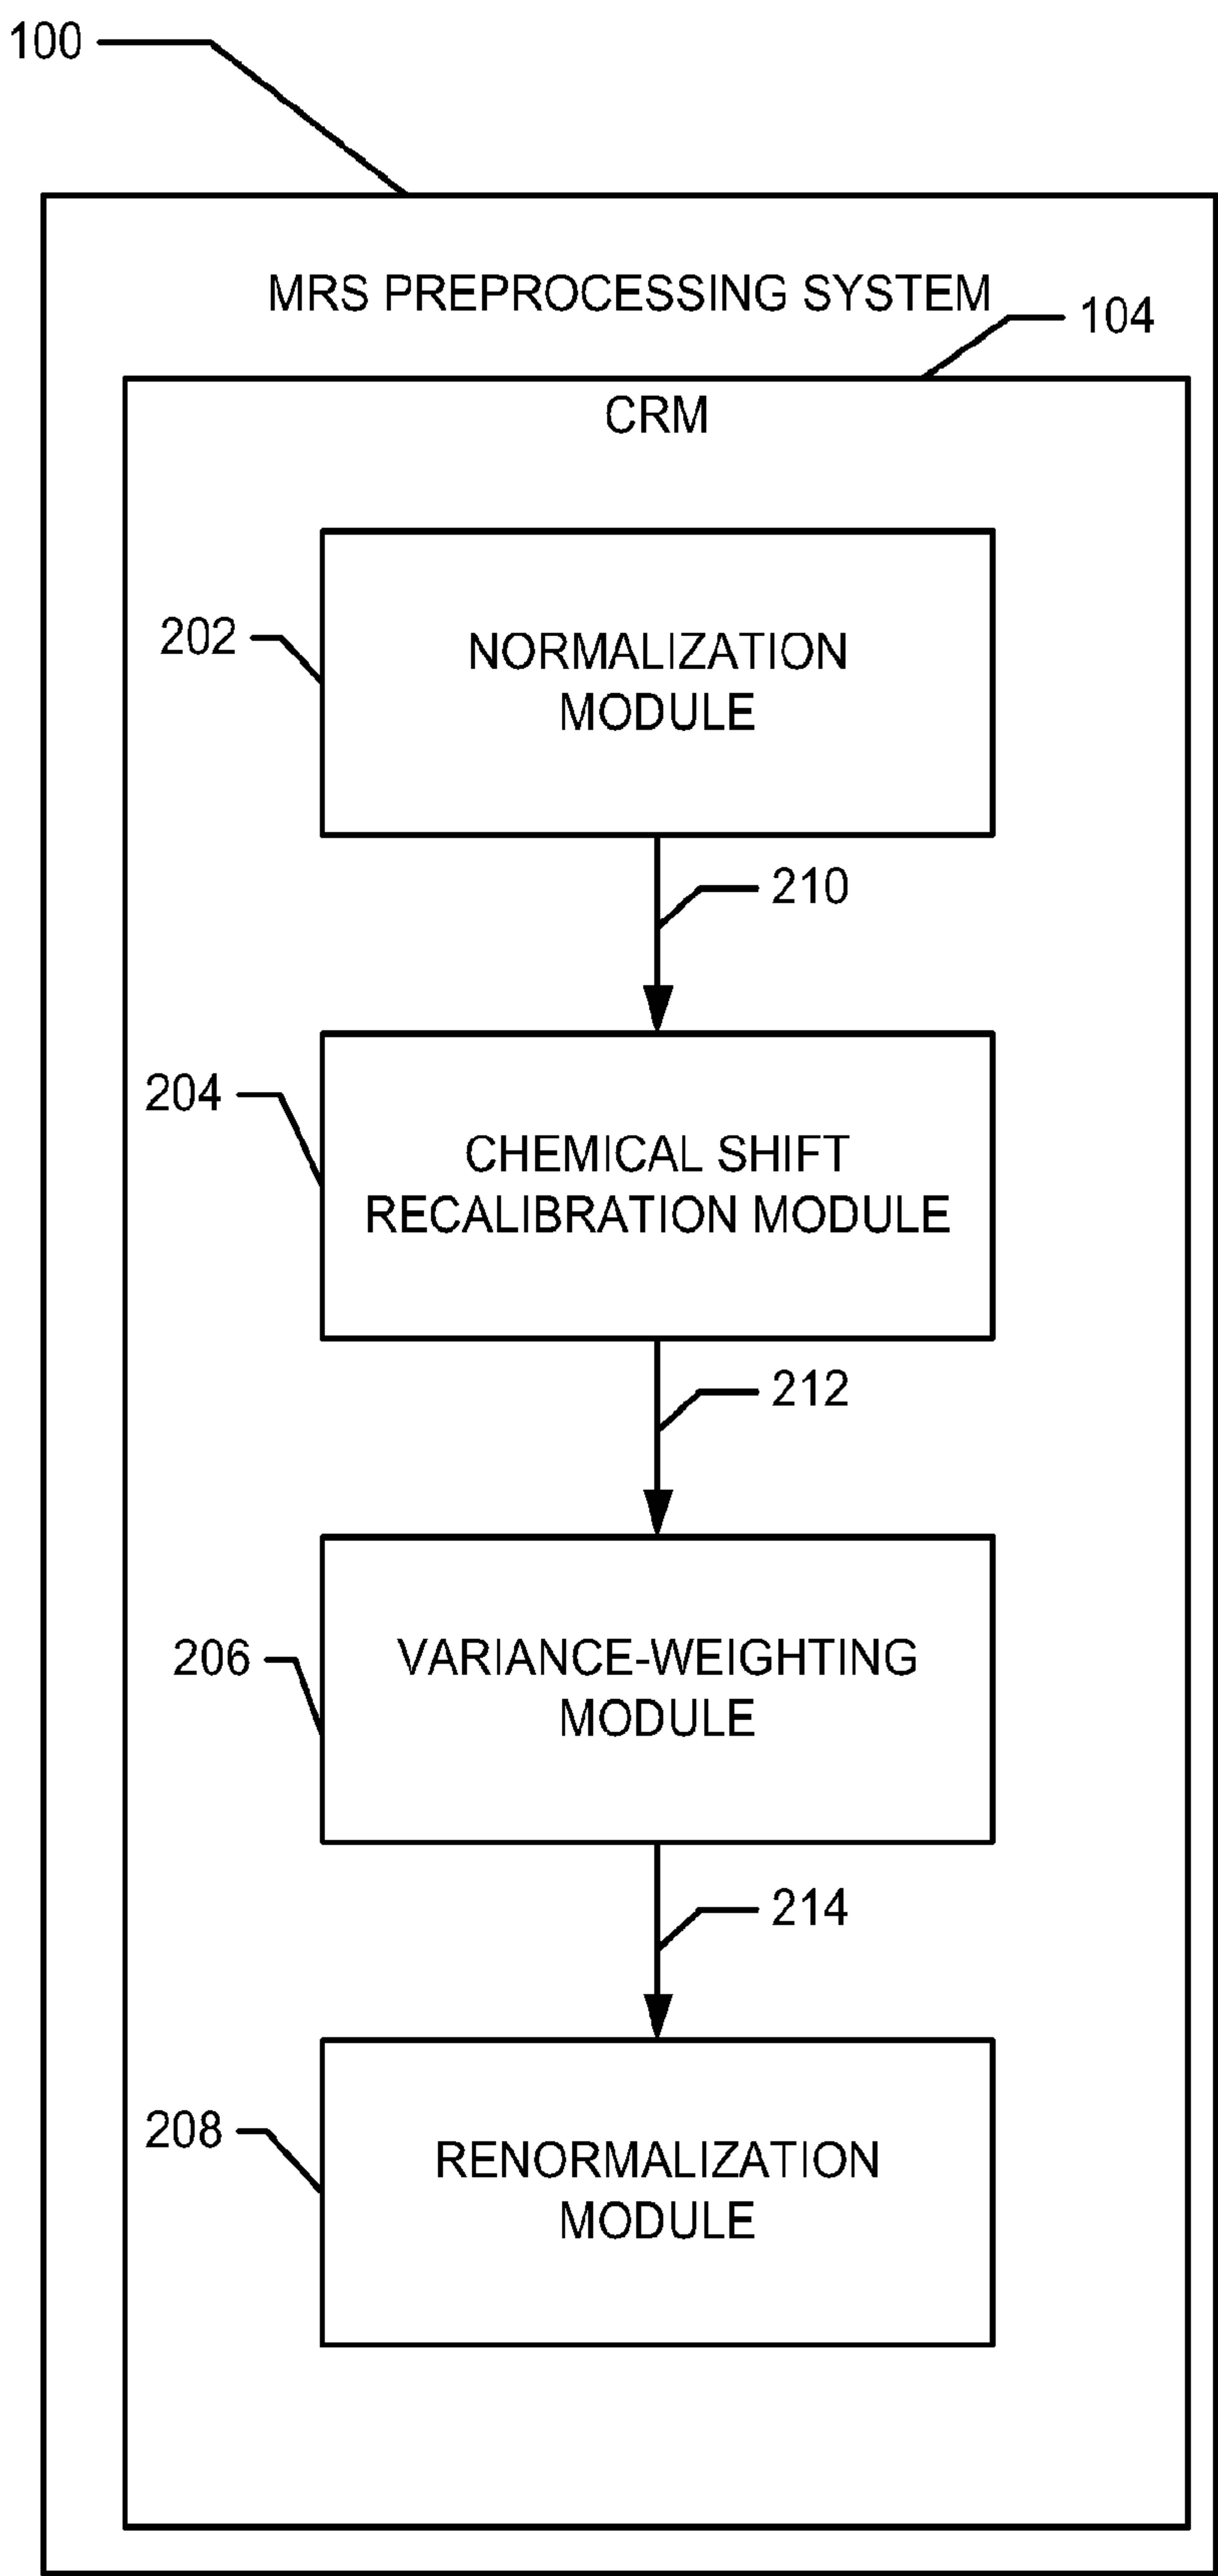 100
MRS PREPROCESSING SYSTEM
104
CRM
202
NORMALIZATION
MODULE
210
204
CHEMICAL SHIFT
RECALIBRATION MODULE
212
206
VARIANCE-WEIGHTING
MODULE
214
208
RENORMALIZATION
MODULE